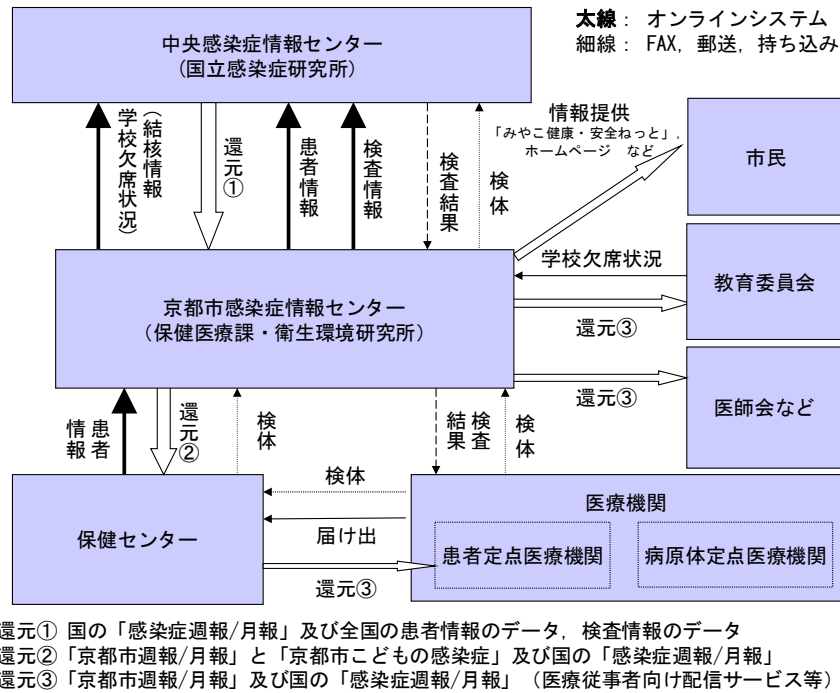 太線： オンラインシステム
細線： FAX，郵送，持ち込み
中央感染症情報センター
（国立感染症研究所）
（結核情報
学校欠席状況）
還元①
患者情報
検査情報
検査結果
検体
情報提供
「みやこ健康・安全ねっと」，
ホームページ　など
市民
京都市感染症情報センター
（保健医療課・衛生環境研究所）
学校欠席状況
教育委員会
還元③
還元③
医師会など
患者
情報
還元②
検体
検査
結果
検体
保健センター
検体
届け出
還元③
医療機関
患者定点医療機関
病原体定点医療機関
還元① 国の「感染症週報/月報」及び全国の患者情報のデータ，検査情報のデータ
還元②「京都市週報/月報」と「京都市こどもの感染症」及び国の「感染症週報/月報」
還元③「京都市週報/月報」及び国の「感染症週報/月報」（医療従事者向け配信サービス等）